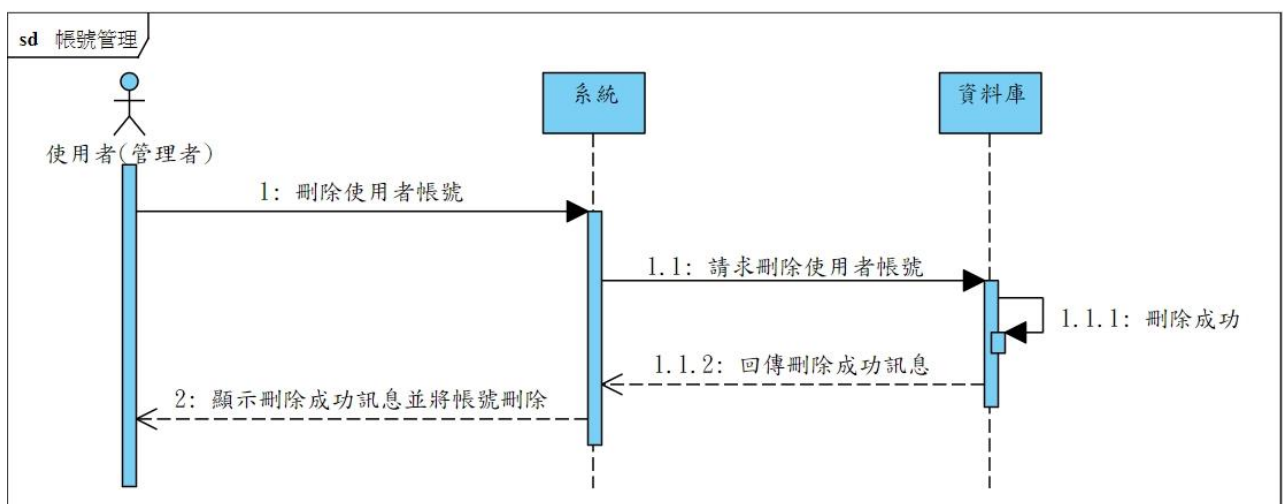 sd 帳號管理
系統
資料庫
使用者(管理者)
1: 刪除使用者帳號
1.1: 請求刪除使用者帳號
1.1.1: 刪除成功
1.1.2: 回傳刪除成功訊息
2: 顯示刪除成功訊息並將帳號刪除